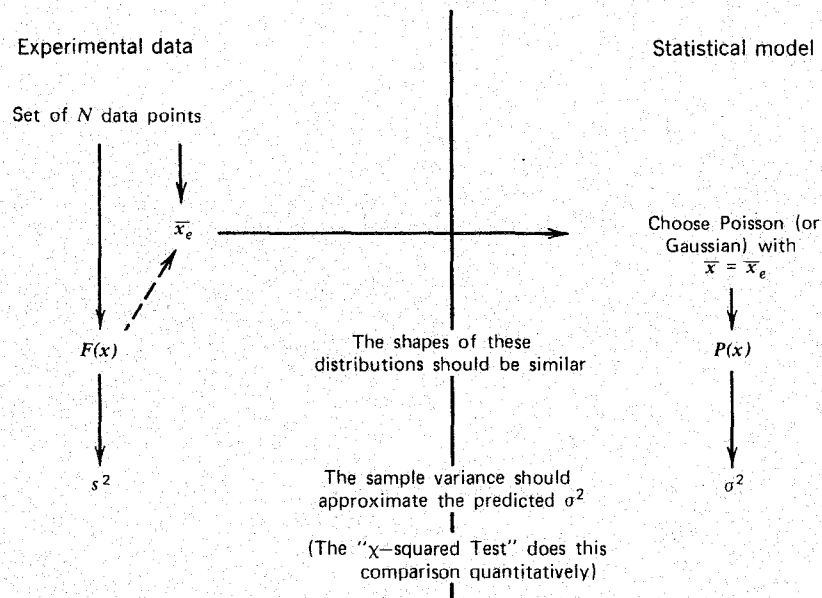 Experimental data
Statistical model
Set of N data points
x̄ₑ
Choose Poisson (or
Gaussian) with
x̄ = x̄ₑ
F(x)
The shapes of these
distributions should be similar
P(x)
s²
The sample variance should
approximate the predicted σ²
σ²
(The "χ–squared Test" does this
comparison quantitatively)